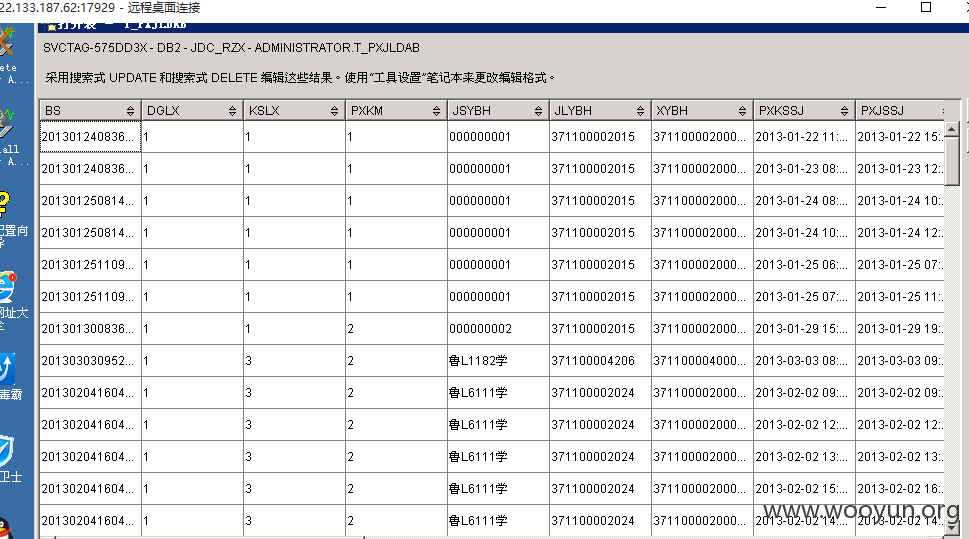 22.133.187.62:17929 - 远程桌面连接
打开表 - T_PXJLDAB
SVCTAG-575DD3X - DB2 - JDC_RZX - ADMINISTRATOR.T_PXJLDAB
采用搜索式 UPDATE 和搜索式 DELETE 编辑这些结果。使用“工具设置”笔记本来更改编辑格式。
BS DGLX KSLX PXKM JSYBH JLYBH XYBH PXKSSJ PXJSSJ
201301240836... 1 1 1 000000001 371100002015 371100002000... 2013-01-22 11:... 2013-01-22 15:
201301240836... 1 1 1 000000001 371100002015 371100002000... 2013-01-23 08:... 2013-01-23 12:
201301250814... 1 1 1 000000001 371100002015 371100002000... 2013-01-24 08:... 2013-01-24 10:
201301250814... 1 1 1 000000001 371100002015 371100002000... 2013-01-24 10:... 2013-01-24 12:
201301251109... 1 1 1 000000001 371100002015 371100002000... 2013-01-25 06:... 2013-01-25 07:
201301251109... 1 1 1 000000001 371100002015 371100002000... 2013-01-25 07:... 2013-01-25 11:
201301300836... 1 1 2 000000002 371100002015 371100002000... 2013-01-29 15:... 2013-01-29 19:
201303030952... 1 3 2 鲁L1182学 371100004206 371100004000... 2013-03-03 08:... 2013-03-03 09:
201302041604... 1 3 2 鲁L6111学 371100002024 371100002000... 2013-02-02 09:... 2013-02-02 09:
201302041604... 1 3 2 鲁L6111学 371100002024 371100002000... 2013-02-02 12:... 2013-02-02 12:
201302041604... 1 3 2 鲁L6111学 371100002024 371100002000... 2013-02-02 13:... 2013-02-02 13:
201302041604... 1 3 2 鲁L6111学 371100002024 371100002000... 2013-02-02 15:... 2013-02-02 16:
201302041604... 1 3 2 鲁L6111学 371100002024 371100002000... 2013-02-02 14:... 2013-02-02 14:
ete
r A...
all
r A...
配置向
导
网址大
全
毒霸
卫士
www.wooyun.org